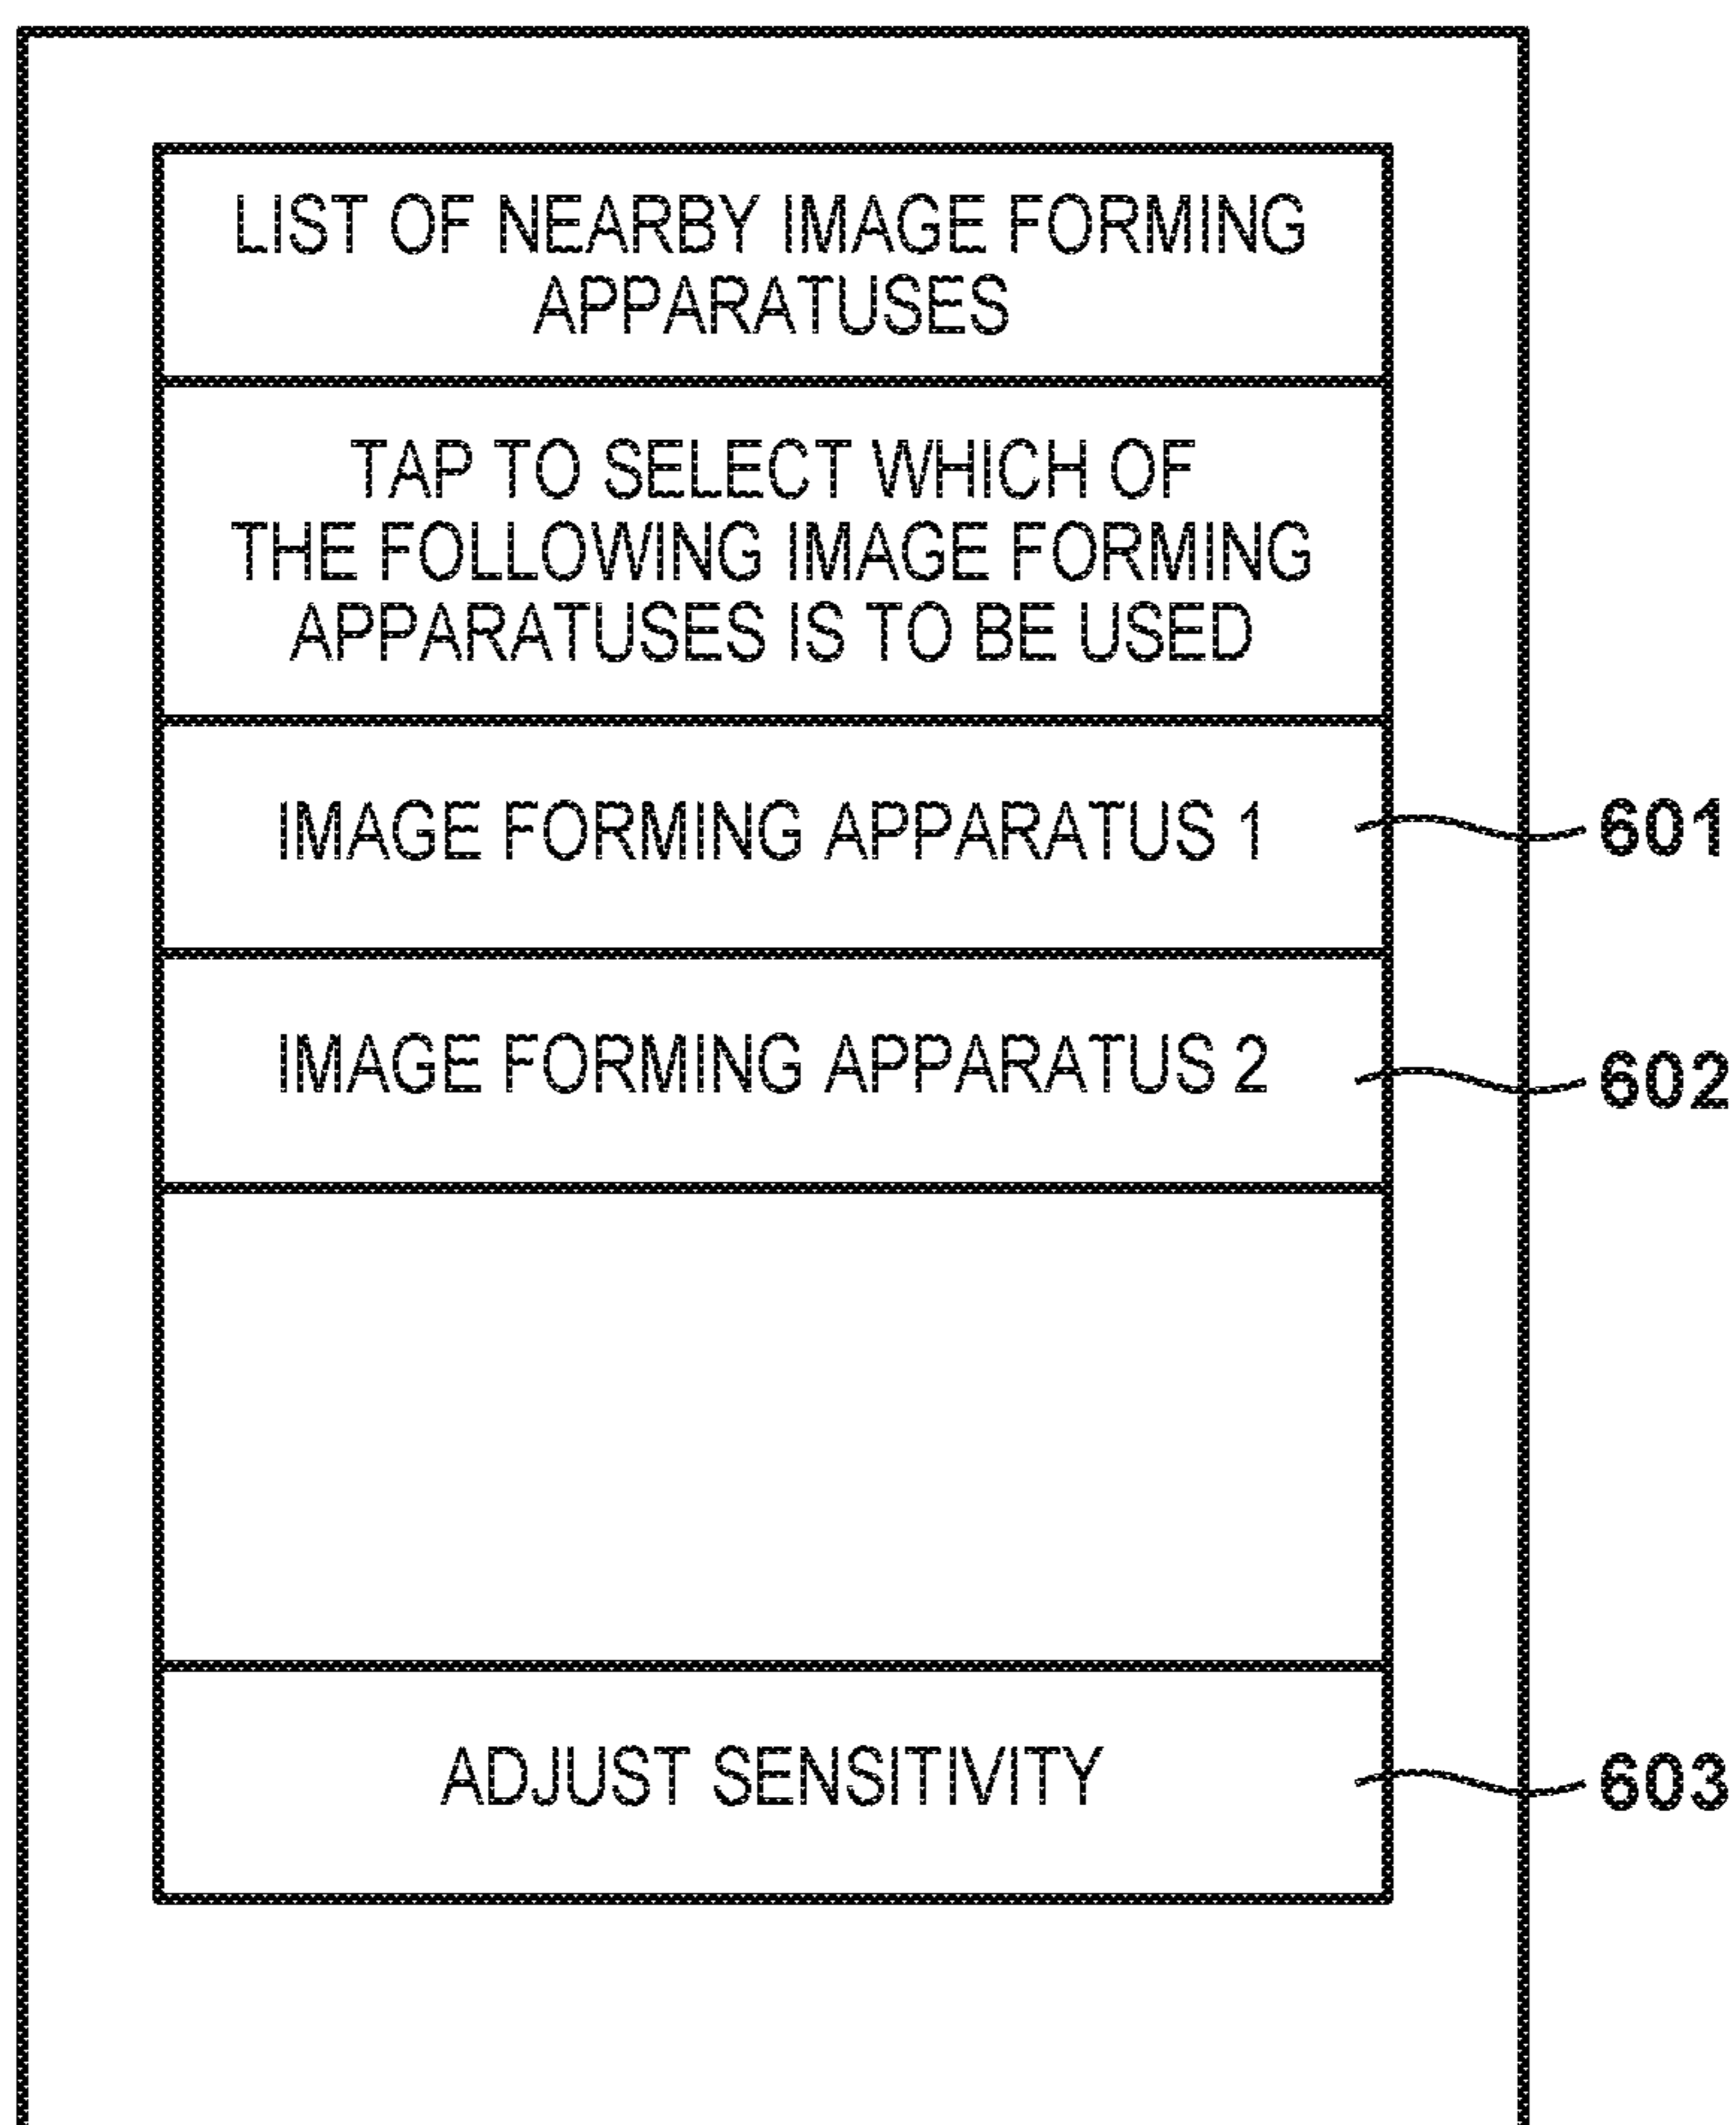 LIST OF NEARBY IMAGE FORMING
APPARATUSES
TAP TO SELECT WHICH OF
THE FOLLOWING IMAGE FORMING
APPARATUSES IS TO BE USED
IMAGE FORMING APPARATUS 1
601
IMAGE FORMING APPARATUS 2
602
ADJUST SENSITIVITY
603